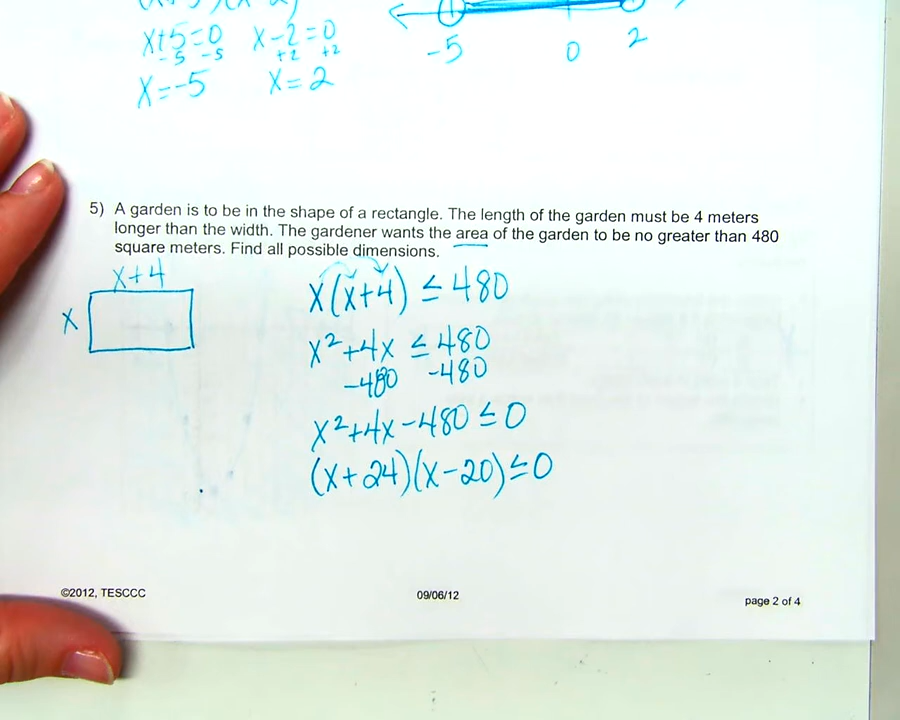 x+5=0 x-2=0
-5 -5 +2 +2
x=-5 x=2
-5 0 2
5) A garden is to be in the shape of a rectangle. The length of the garden must be 4 meters
longer than the width. The gardener wants the area of the garden to be no greater than 480
square meters. Find all possible dimensions.
x+4
x
x(x+4) ≤ 480
x²+4x ≤ 480
-480 -480
x²+4x-480 ≤ 0
(x+24)(x-20) ≤ 0
©2012, TESCCC 09/06/12 page 2 of 4